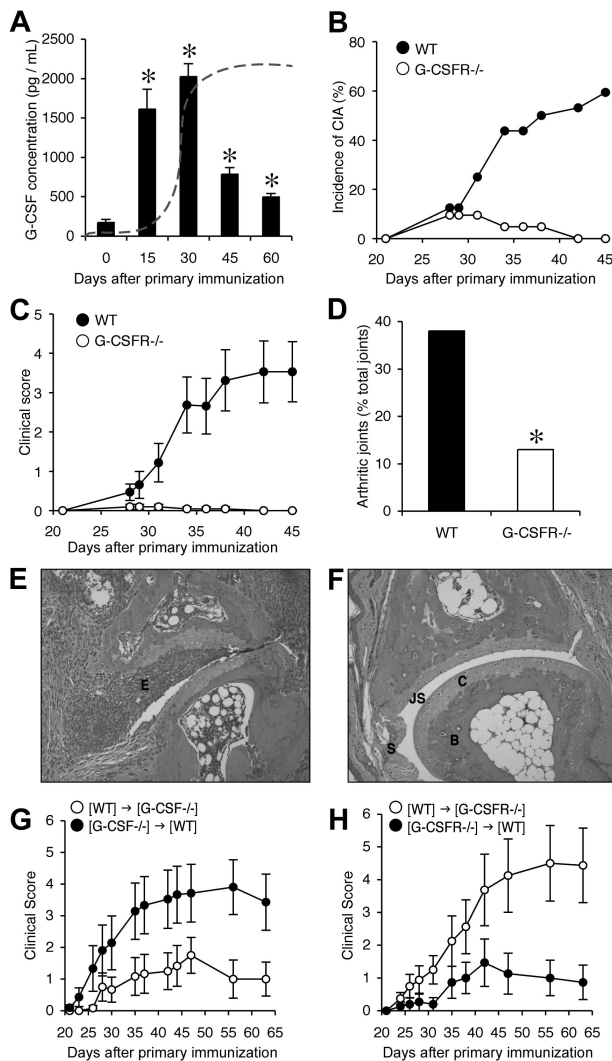 A
G-CSF concentration (pg / mL)
2500
2000
1500
1000
500
0
*
*
*
*
0 15 30 45 60
Days after primary immunization
B
WT
G-CSFR-/-
Incidence of CIA (%)
80
60
40
20
0
20 25 30 35 40 45
Days after primary immunization
C
WT
G-CSFR-/-
Clinical score
5
4
3
2
1
0
20 25 30 35 40 45
Days after primary immunization
D
Arthritic joints (% total joints)
40
30
20
10
0
*
WT G-CSFR-/-
E
E
F
C
JS
S
B
G
[WT] → [G-CSF-/-]
[G-CSF-/-] → [WT]
Clinical Score
6
5
4
3
2
1
0
20 25 30 35 40 45 50 55 60 65
Days after primary immunization
H
[WT] → [G-CSFR-/-]
[G-CSFR-/-] → [WT]
Clinical Score
6
5
4
3
2
1
0
20 25 30 35 40 45 50 55 60 65
Days after primary immunization